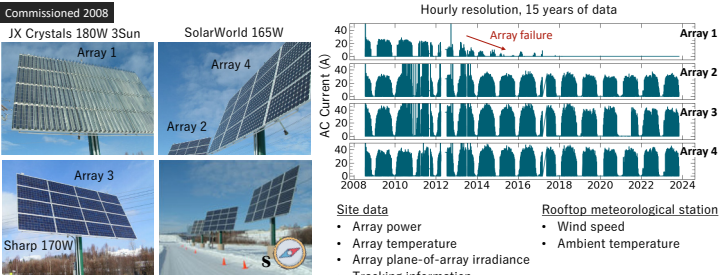 Commissioned 2008
JX Crystals 180W 3Sun
SolarWorld 165W
Array 1
Array 4
Array 2
Array 3
Sharp 170W
S
Hourly resolution, 15 years of data
AC Current (A)
40
20
0
Array failure
Array 1
40
20
0
Array 2
40
20
0
Array 3
40
20
0
Array 4
2008 2010 2012 2014 2016 2018 2020 2022 2024
Site data
• Array power
• Array temperature
• Array plane-of-array irradiance
Tracking information
Rooftop meteorological station
• Wind speed
• Ambient temperature